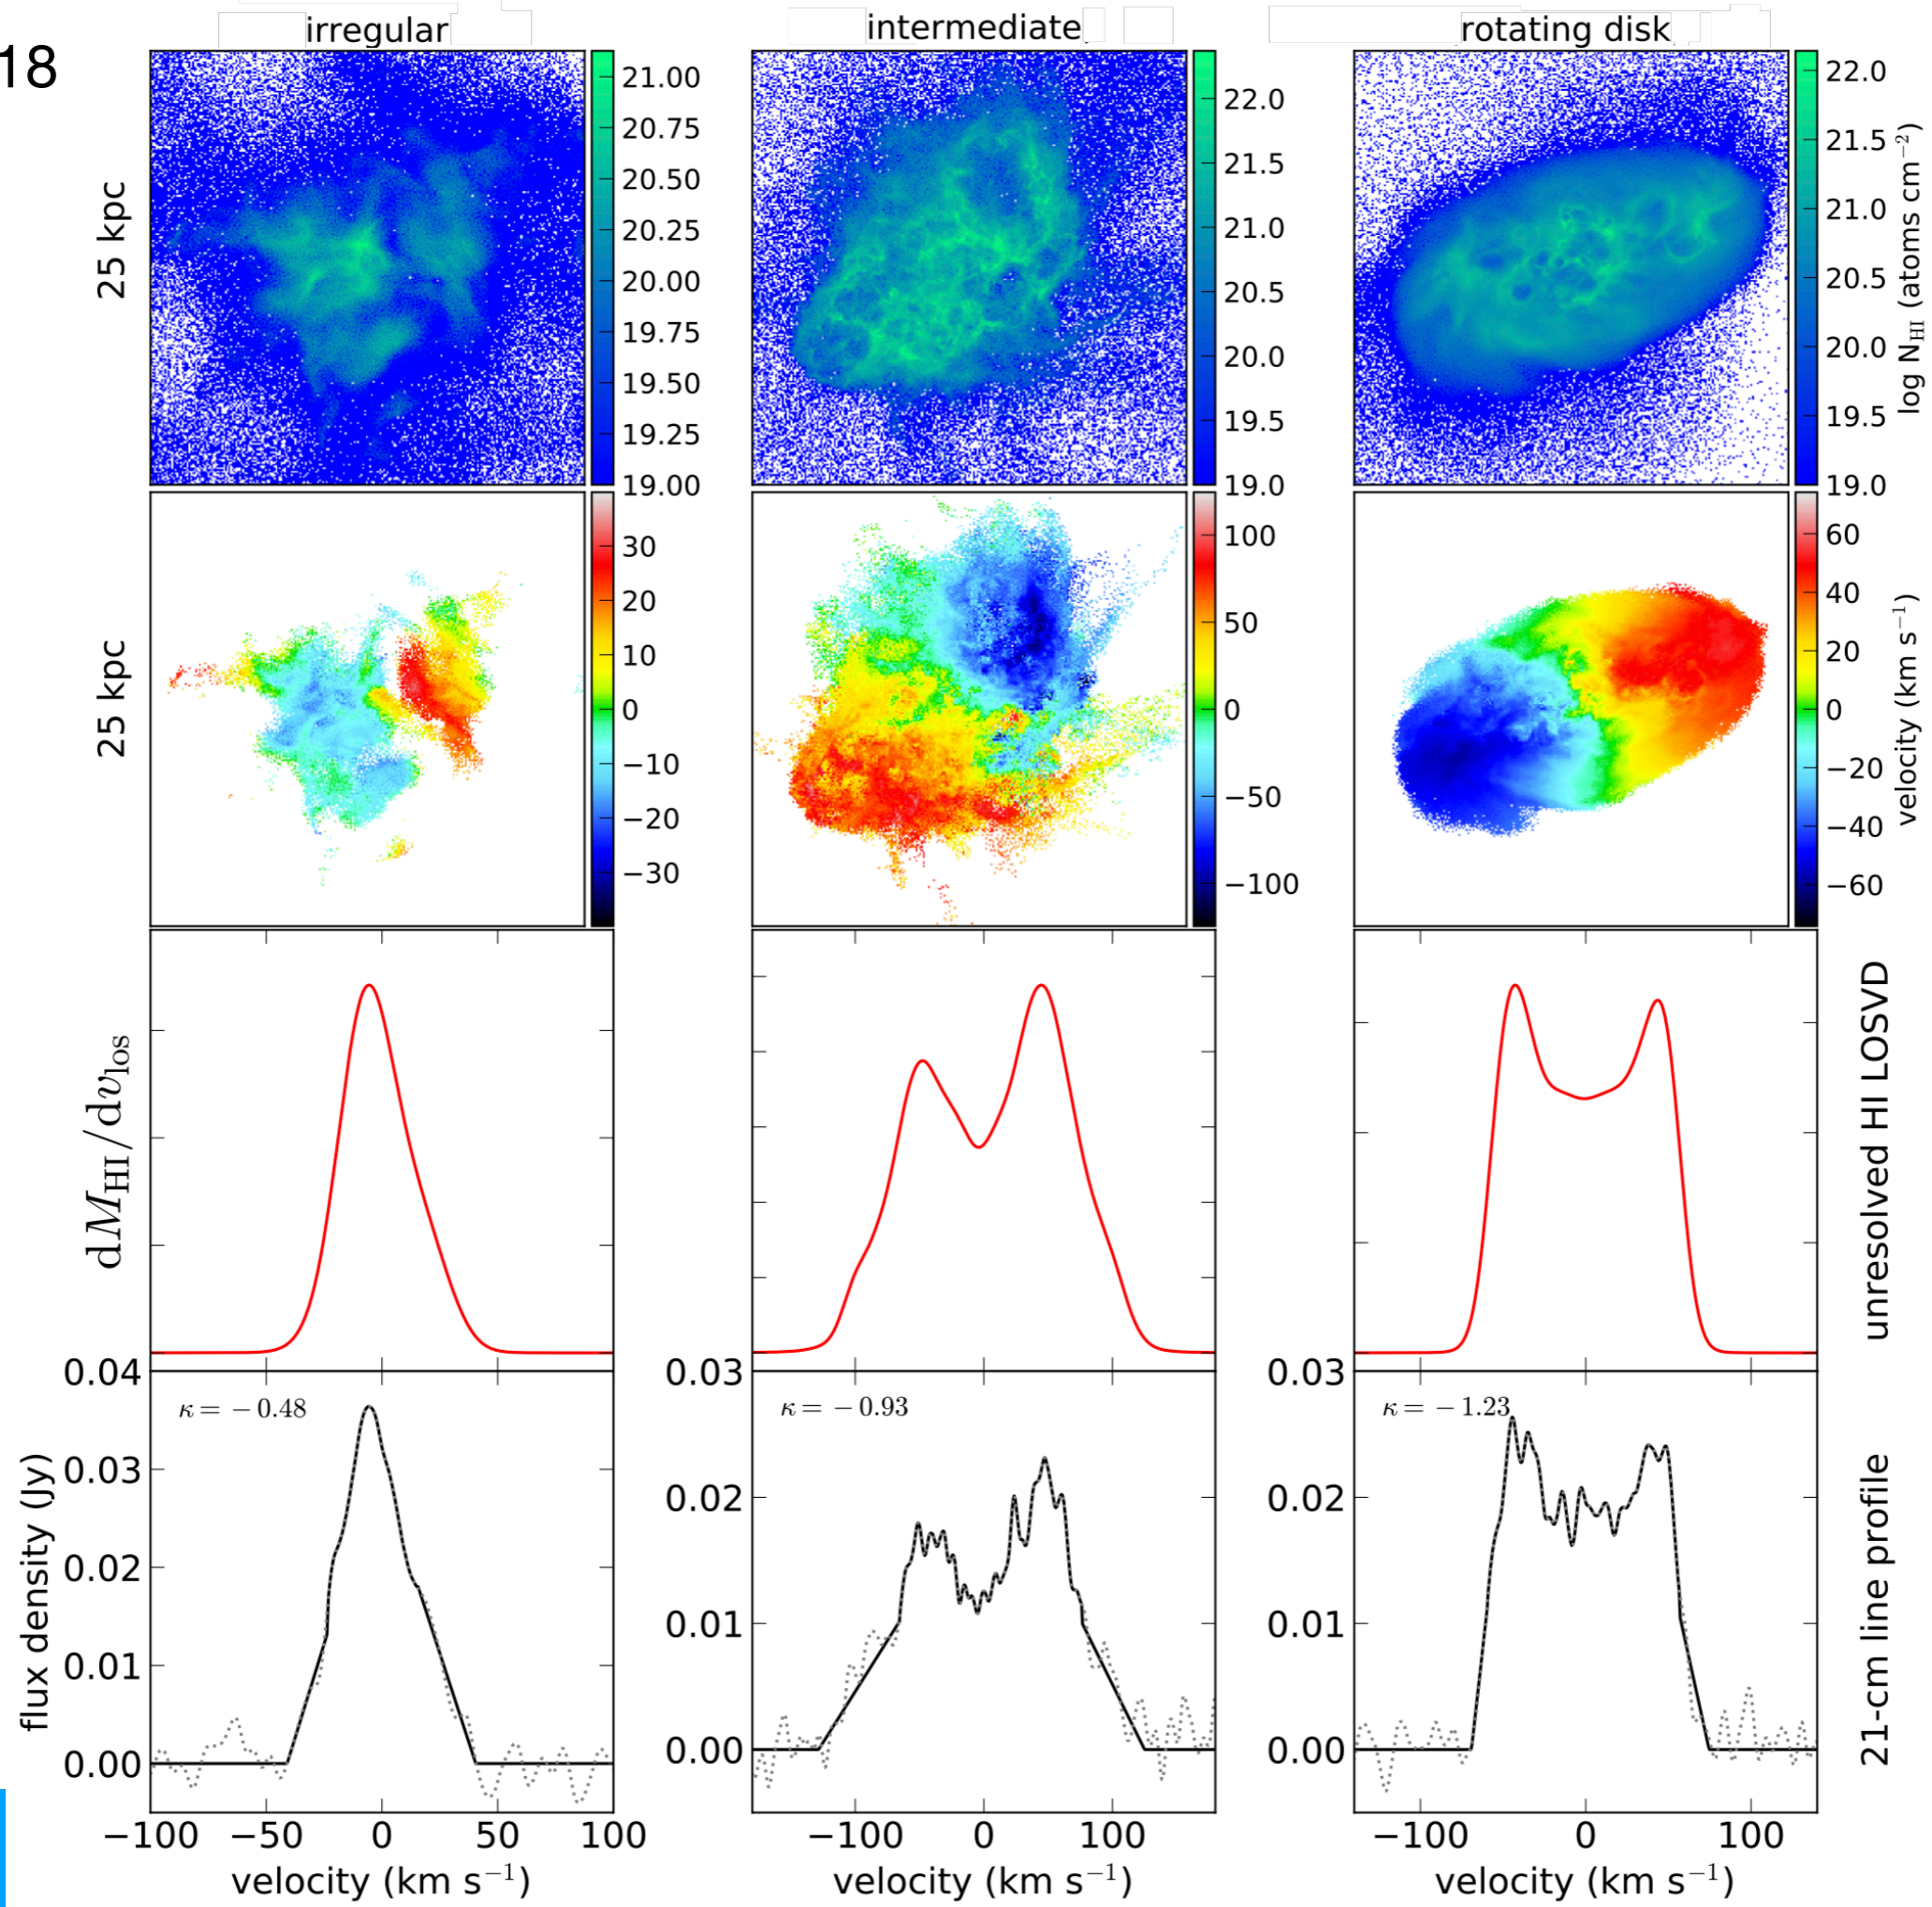 18
irregular
intermediate
rotating disk
25 kpc
21.00
20.75
20.50
20.25
20.00
19.75
19.50
19.25
19.00
22.0
21.5
21.0
20.5
20.0
19.5
19.0
22.0
21.5
21.0
20.5
20.0
19.5
19.0
log N_HI (atoms cm⁻²)
25 kpc
30
20
10
0
−10
−20
−30
100
50
0
−50
−100
60
40
20
0
−20
−40
−60
velocity (km s⁻¹)
dM_HI/dv_los
unresolved HI LOSVD
flux density (Jy)
0.04
0.03
0.02
0.01
0.00
κ = −0.48
0.03
0.02
0.01
0.00
κ = −0.93
0.03
0.02
0.01
0.00
κ = −1.23
21-cm line profile
−100 −50 0 50 100
−100 0 100
−100 0 100
velocity (km s⁻¹)
velocity (km s⁻¹)
velocity (km s⁻¹)